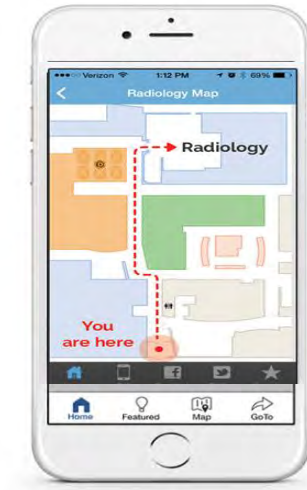 Verizon 1:12 PM 69%
Radiology Map
Radiology
You
are here
Home Featured Map GoTo